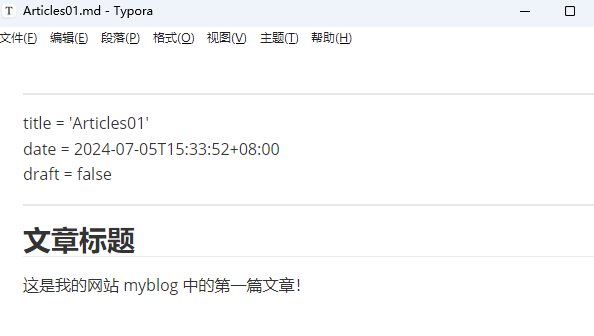 T Articles01.md - Typora
文件(F) 编辑(E) 段落(P) 格式(O) 视图(V) 主题(T) 帮助(H)
title = 'Articles01'
date = 2024-07-05T15:33:52+08:00
draft = false
文章标题
这是我的网站 myblog 中的第一篇文章!